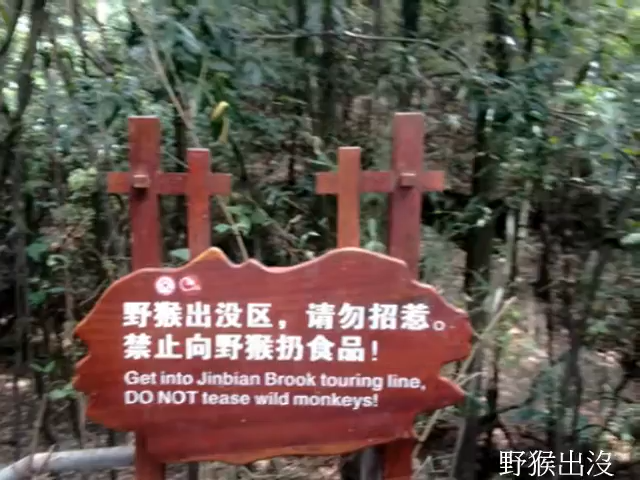 野猴出没区，请勿招惹。
禁止向野猴扔食品！
Get into Jinbian Brook touring line,
DO NOT tease wild monkeys!
野猴出沒